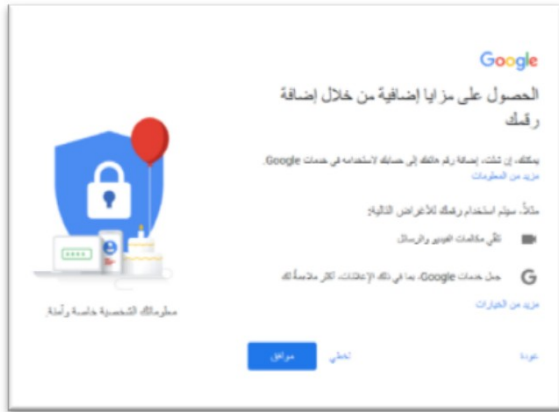 Google
الحصول على مزايا إضافية من خلال إضافة
رقمك
يمكنك، إن شئت، إضافة رقم هاتفك إلى حسابك لاستخدامه في خدمات Google.
مزيد من المعلومات
مثلاً، سيتم استخدام رقمك للأغراض التالية:
تلقّي مكالمات الفيديو والرسائل
جعل خدمات Google، بما في ذلك الإعلانات، أكثر ملاءمةً لك
مزيد من الخيارات
معلوماتك الشخصية خاصة وآمنة.
عودة
تخطي
موافق